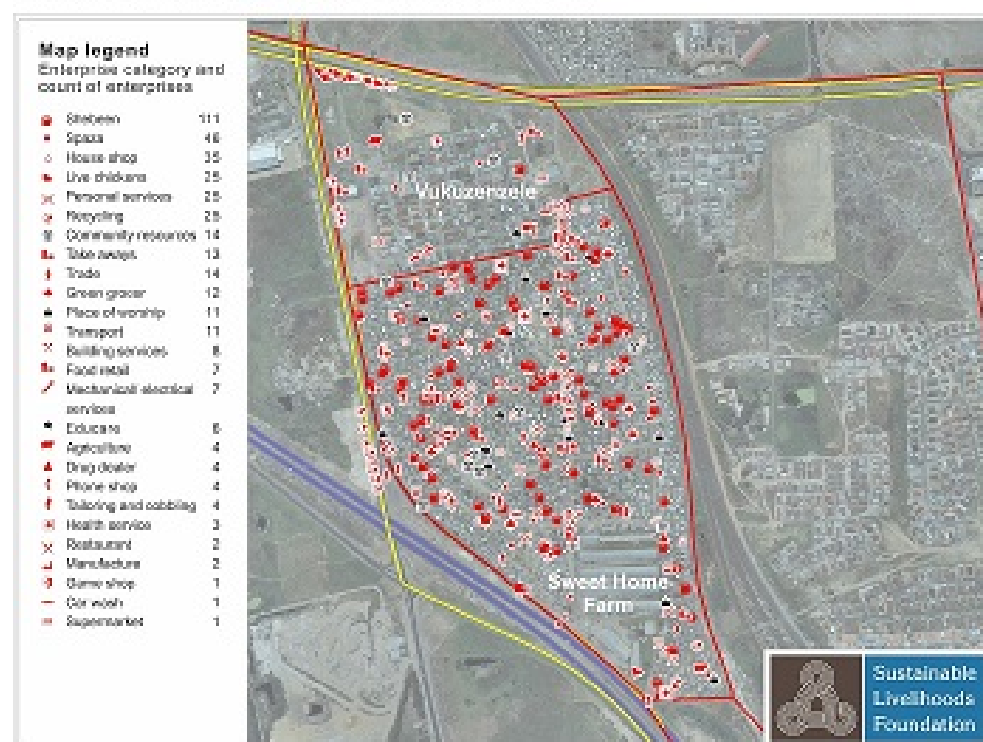 Map legend
Enterprise category and
count of enterprises
Shebeen 111
Spaza 46
House shop 35
Live chickens 25
Personal services 25
Recycling 25
Community resources 14
Take aways 13
Trade 14
Green grocer 12
Place of worship 11
Transport 11
Building services 8
Food retail 7
Mechanical/electrical 7
services
Educare 6
Agriculture 4
Drug dealer 4
Phone shop 4
Tailoring and cobbling 4
Health service 3
Restaurant 2
Manufacture 2
Game shop 1
Car wash 1
Supermarket 1
Vukuzenzele
Sweet Home
Farm
Sustainable
Livelihoods
Foundation